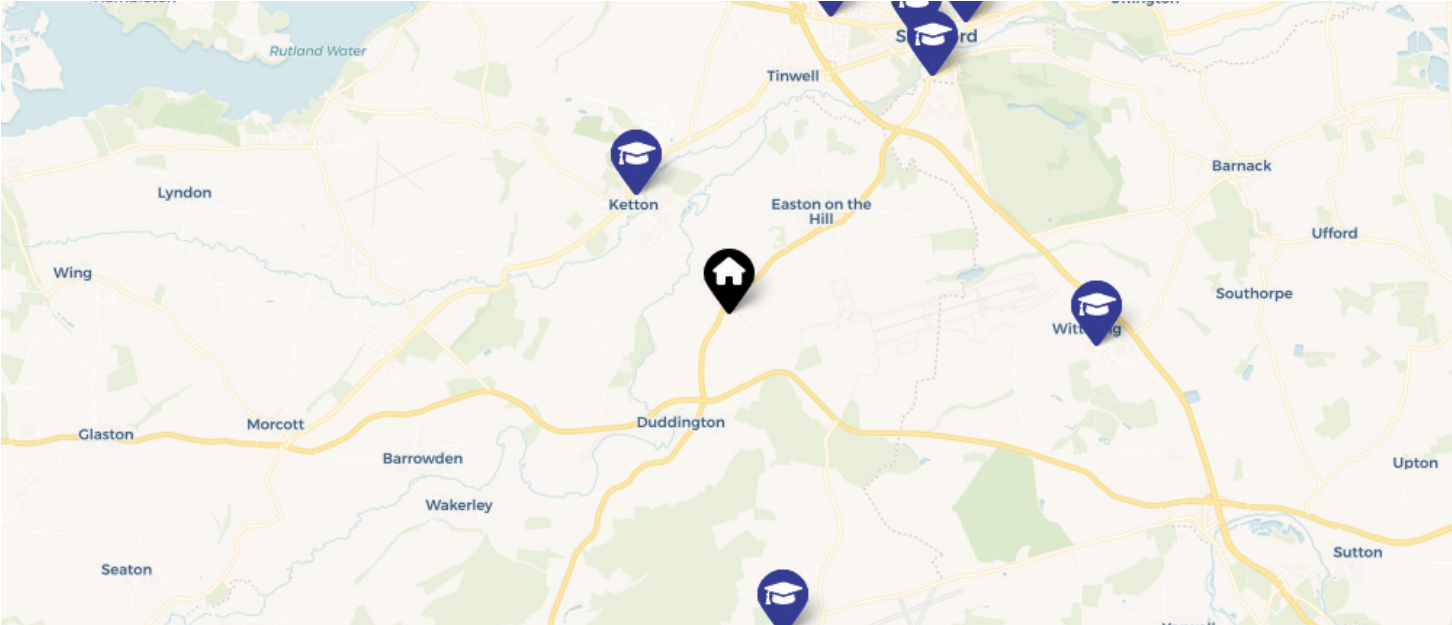 Rutland Water
Tinwell
Barnack
Lyndon
Ketton
Easton on the
Hill
Ufford
Wing
Southorpe
Duddington
Morcott
Glaston
Barrowden
Upton
Wakerley
Sutton
Seaton